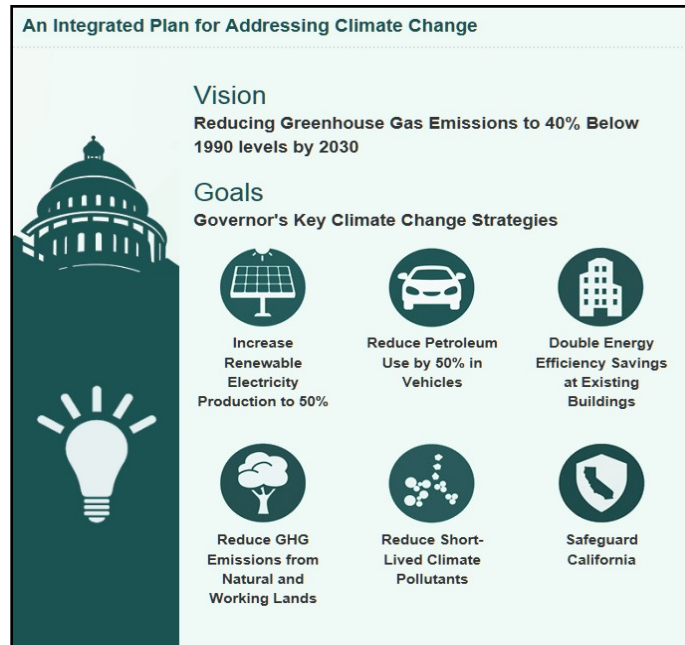 An Integrated Plan for Addressing Climate Change
Vision
Reducing Greenhouse Gas Emissions to 40% Below
1990 levels by 2030
Goals
Governor's Key Climate Change Strategies
Increase
Renewable
Electricity
Production to 50%
Reduce Petroleum
Use by 50% in
Vehicles
Double Energy
Efficiency Savings
at Existing
Buildings
Reduce GHG
Emissions from
Natural and
Working Lands
Reduce Short-
Lived Climate
Pollutants
Safeguard
California